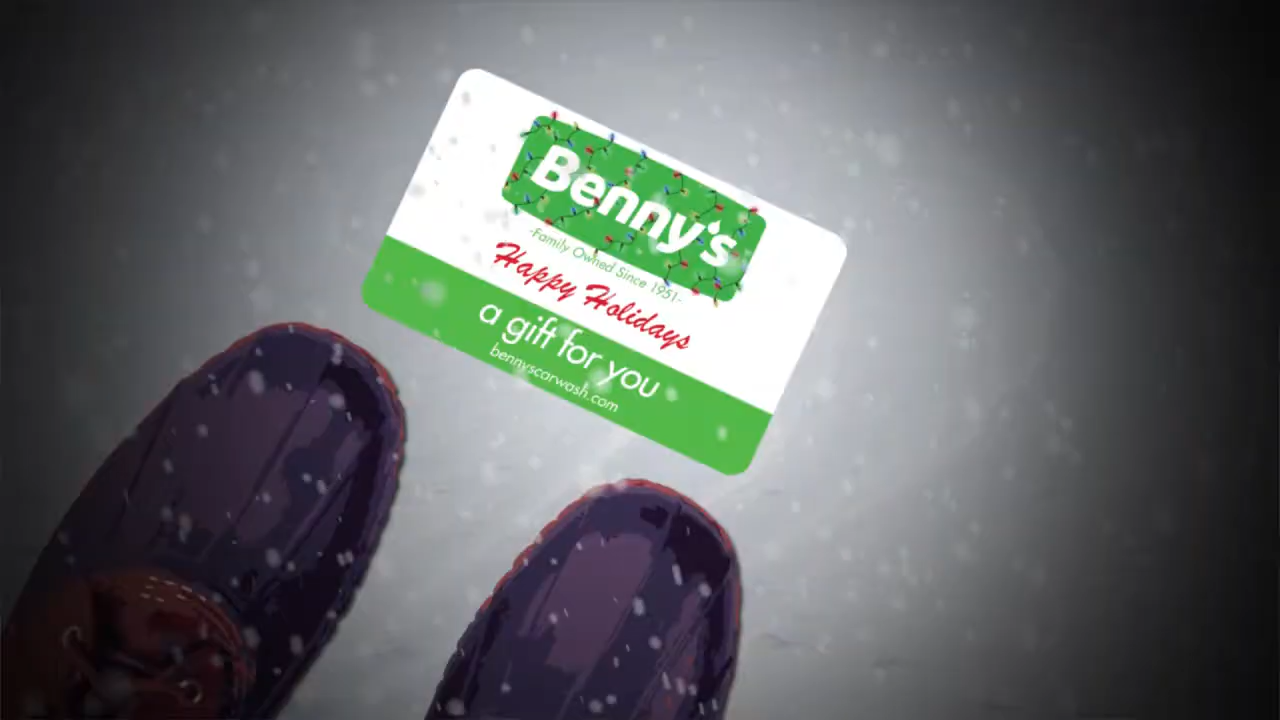 Benny's
-Family Owned Since 1951-
Happy Holidays
a gift for you
bennyscarwash.com